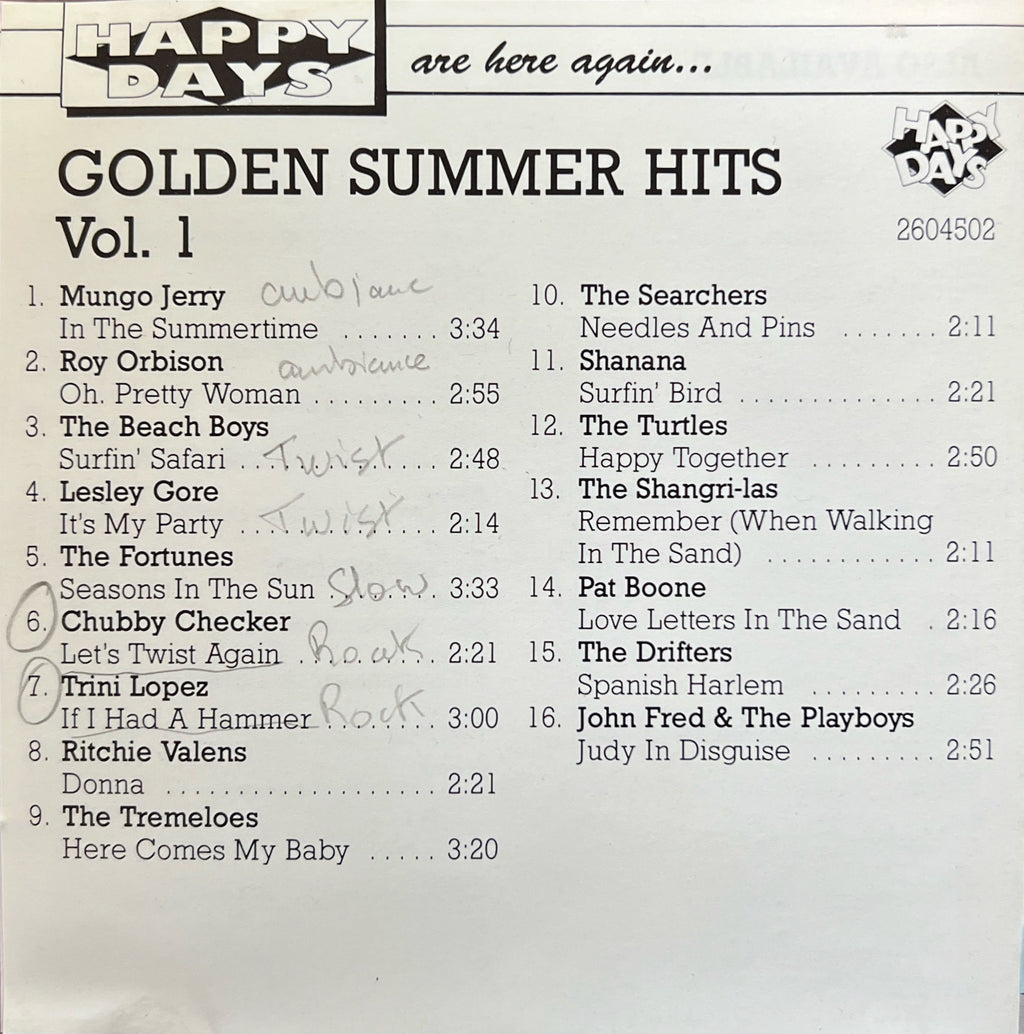 HAPPY
DAYS
are here again...
HAPPY
DAYS
GOLDEN SUMMER HITS
Vol. 1
2604502
1. Mungo Jerry ambiance
In The Summertime ....... 3:34
2. Roy Orbison ambiance
Oh. Pretty Woman ......... 2:55
3. The Beach Boys
Surfin' Safari ... Twist .... 2:48
4. Lesley Gore
It's My Party ... Twist .... 2:14
5. The Fortunes
Seasons In The Sun Slow 3:33
6. Chubby Checker
Let's Twist Again . Rock ... 2:21
7. Trini Lopez
If I Had A Hammer Rock ... 3:00
8. Ritchie Valens
Donna ................... 2:21
9. The Tremeloes
Here Comes My Baby ..... 3:20
10. The Searchers
Needles And Pins ....... 2:11
11. Shanana
Surfin' Bird .............. 2:21
12. The Turtles
Happy Together ......... 2:50
13. The Shangri-las
Remember (When Walking
In The Sand) ............ 2:11
14. Pat Boone
Love Letters In The Sand . 2:16
15. The Drifters
Spanish Harlem ......... 2:26
16. John Fred & The Playboys
Judy In Disguise ......... 2:51